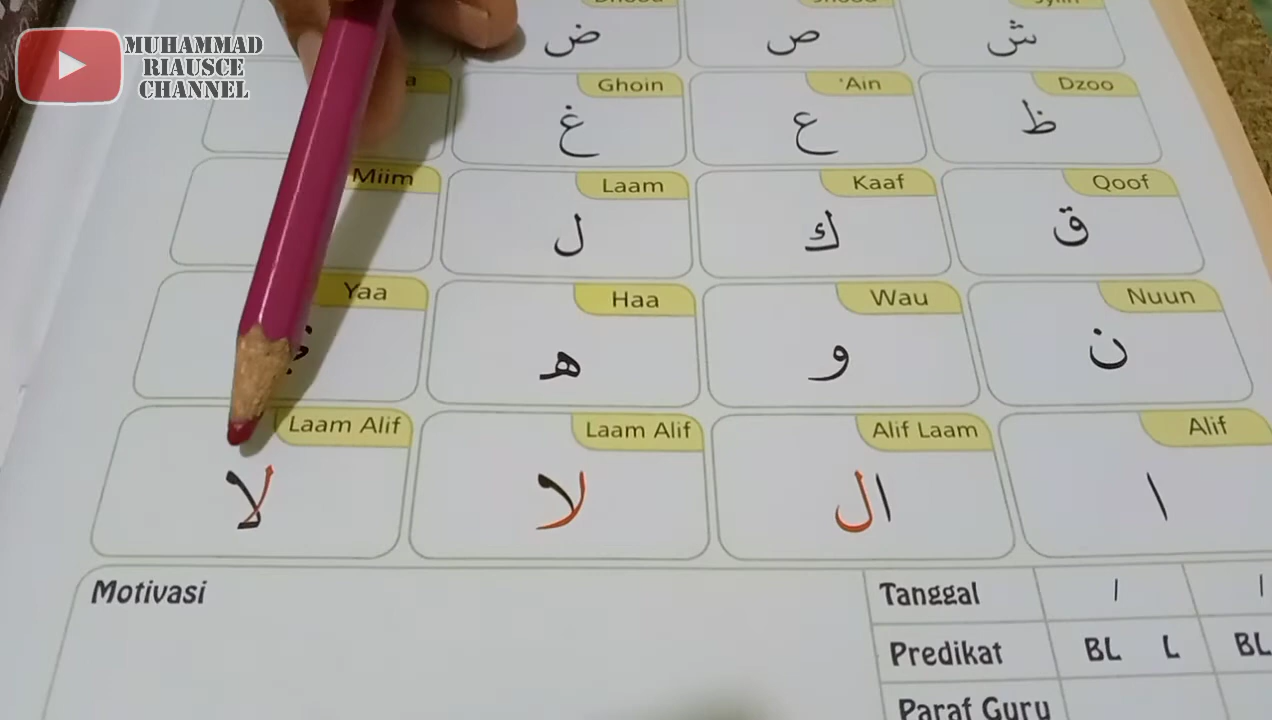 MUHAMMAD
RIAUSCE
CHANNEL
ض ص ش
Ghoin 'Ain Dzoo
غ ع ظ
Miim Laam Kaaf Qoof
ل ك ق
Yaa Haa Wau Nuun
ه و ن
Laam Alif Laam Alif Alif Laam Alif
لا لا ال ا
Motivasi
Tanggal / /
Predikat BL L BL
Paraf Guru